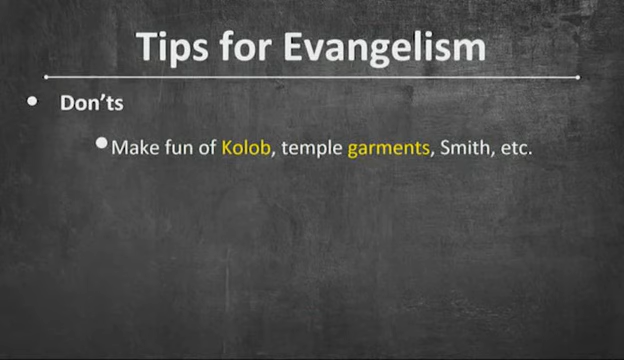 Tips for Evangelism
• Don’ts
• Make fun of Kolob, temple garments, Smith, etc.